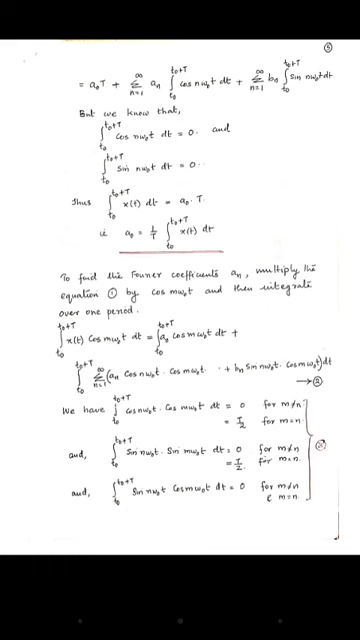 ⑤
= a₀T + ∞Σn=1 aₙ ∫t₀^t₀+T cos nω₀t dt + ∞Σn=1 bₙ ∫t₀^t₀+T sin nω₀t dt
But we know that,
∫t₀^t₀+T cos nω₀t dt = 0. and
∫t₀^t₀+T sin nω₀t dt = 0..
Thus ∫t₀^t₀+T x(t) dt = a₀. T.
ie a₀ = 1/T ∫t₀^t₀+T x(t) dt
To find the Fourier coefficients aₙ, multiply the
equation ① by cos mω₀t and then integrate
over one period.
∫t₀^t₀+T x(t) cos mω₀t dt = ∫t₀^t₀+T a₀ cos mω₀t dt +
∫t₀^t₀+T ∞Σn=1 (aₙ cos nω₀t. cos mω₀t. + bₙ sin nω₀t. cos mω₀t) dt
→②
We have ∫t₀^t₀+T cos nω₀t. cos mω₀t dt = 0 for m≠n
= T/2 for m=n.
and, ∫t₀^t₀+T sin nω₀t. sin mω₀t dt = 0 for m≠n
= T/2. for m=n.
and, ∫t₀^t₀+T sin nω₀t cos mω₀t dt = 0 for m≠n
& m=n.